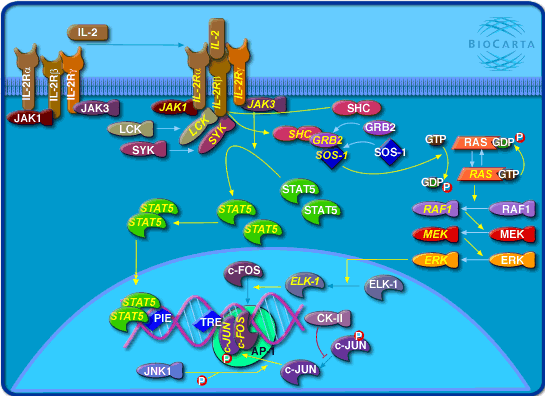 IL-2
IL-2
BIOCARTA
IL-2Rα
IL-2Rβ
IL-2Rγ
IL-2Rα
IL-2Rβ
IL-2R
JAK1
JAK3
JAK1
JAK3
SHC
LCK
LCK
SYK
SYK
SHC
GRB2
GRB2
SOS-1
SOS-1
GTP
RAS
GDP
P
GDP
P
RAS
GTP
STAT5
STAT5
STAT5
STAT5
STAT5
STAT5
RAF1
RAF1
MEK
MEK
ERK
ERK
c-FOS
ELK-1
ELK-1
STAT5
STAT5
PIE
TRE
c-JUN
c-FOS
P
AP-1
CK-II
P
c-JUN
c-JUN
JNK1
P